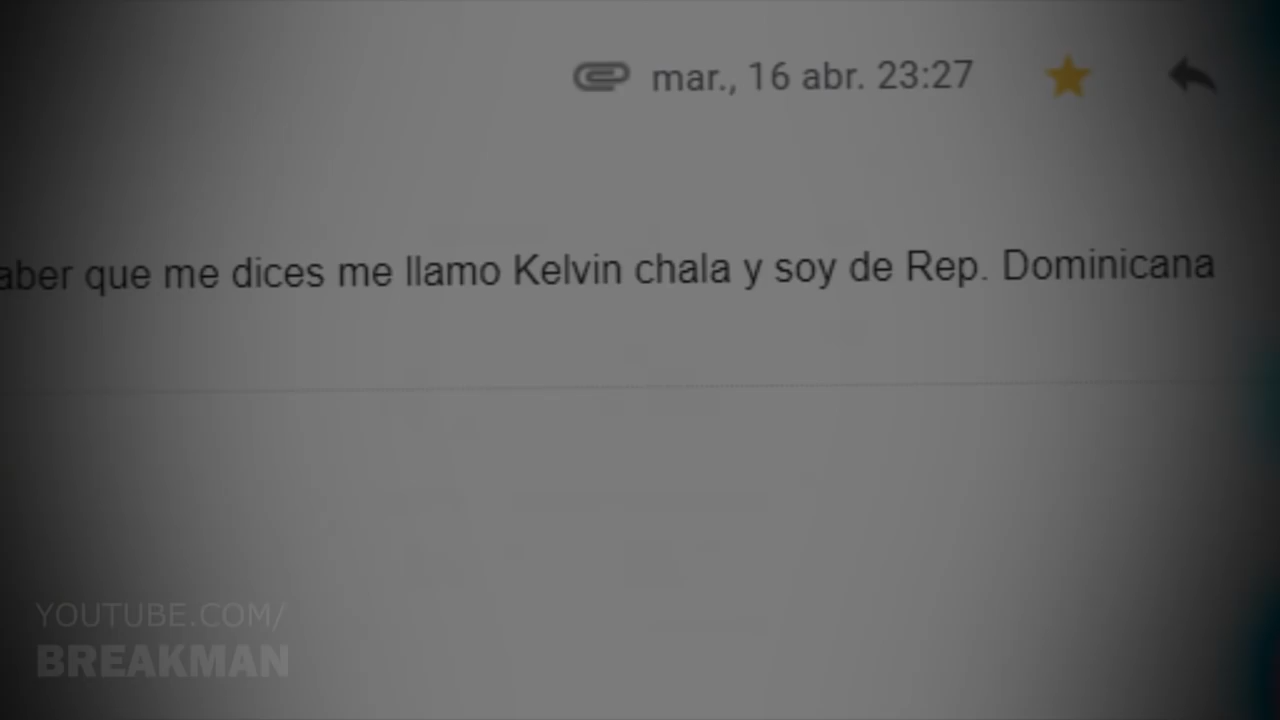 mar., 16 abr. 23:27
que me dices me llamo Kelvin chala y soy de Rep. Dominicana
YOUTUBE.COM/
BREAKMAN